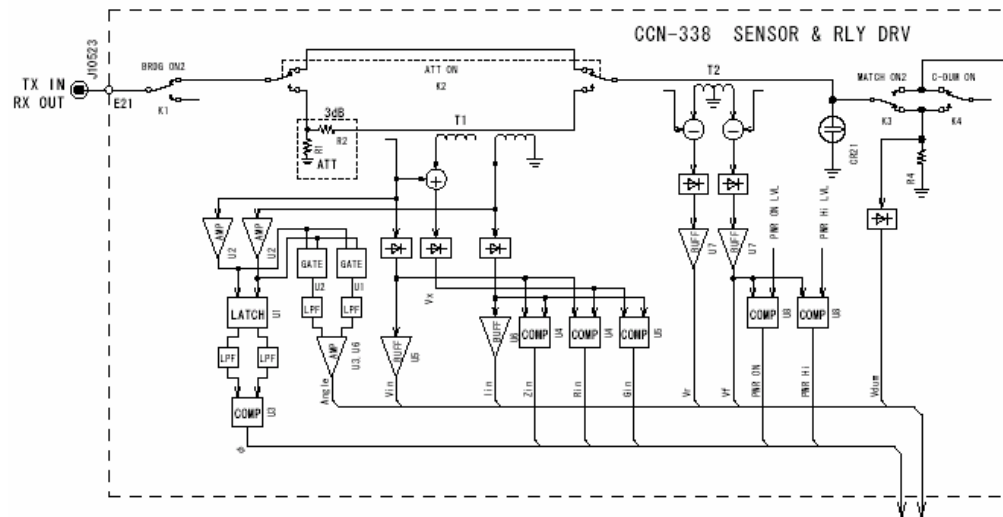 CCN-338 SENSOR & RLY DRV
J10523
TX IN
RX OUT
E21
BRDG ON2
K1
ATT ON
K2
3dB
R1
R2
ATT
T1
T2
MATCH ON2
C-DUM ON
K3
K4
CR21
R4
AMP
U2
AMP
U2
GATE
U2
GATE
U1
LATCH
U1
LPF
LPF
LPF
LPF
COMP
U3
AMP
U3, U6
BUFF
U5
Vx
BUFF
U6
COMP
U4
COMP
U4
COMP
U5
BUFF
U7
BUFF
U7
PWR ON LVL
PWR Hi LVL
COMP
U8
COMP
U8
Angle
Vin
Iin
Zin
Rin
Gin
Vr
Vf
PWR ON
PWR Hi
Vdum